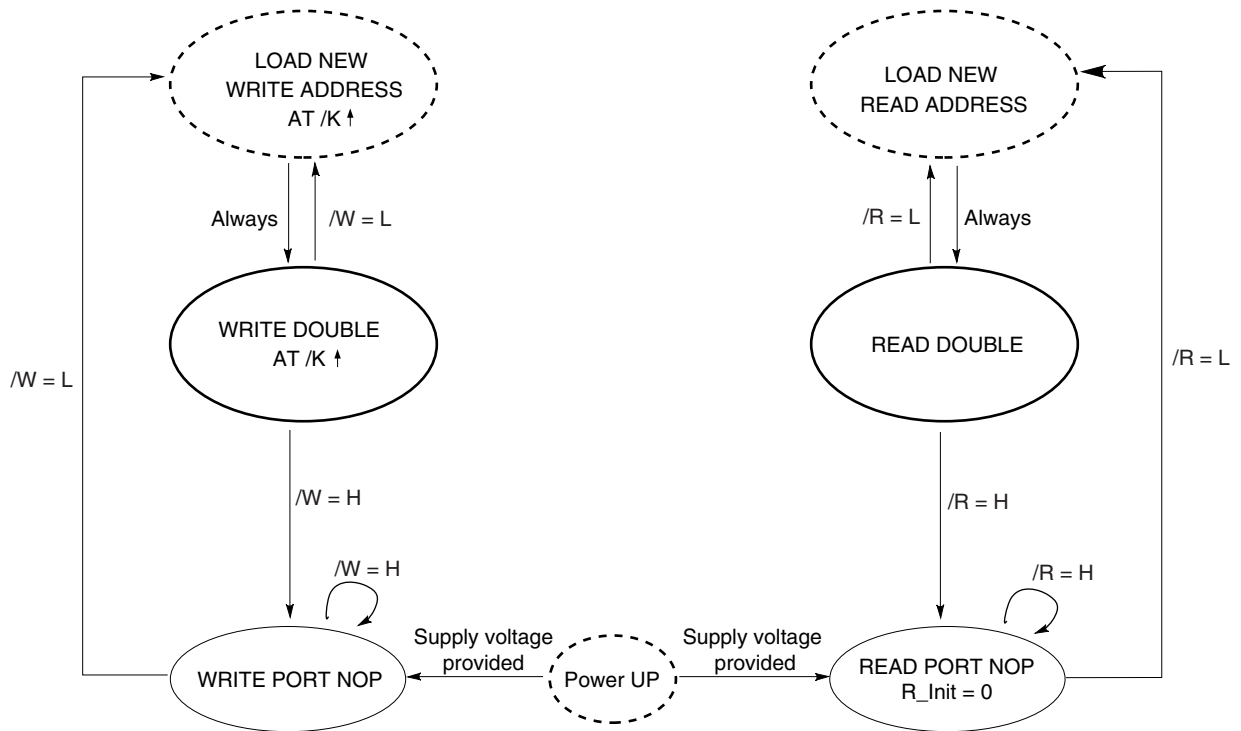 LOAD NEW
WRITE ADDRESS
AT /K ↑
LOAD NEW
READ ADDRESS
Always
/W = L
/R = L
Always
WRITE DOUBLE
AT /K ↑
READ DOUBLE
/W = L
/R = L
/W = H
/R = H
/W = H
/R = H
Supply voltage
provided
Supply voltage
provided
WRITE PORT NOP
Power UP
READ PORT NOP
R_Init = 0